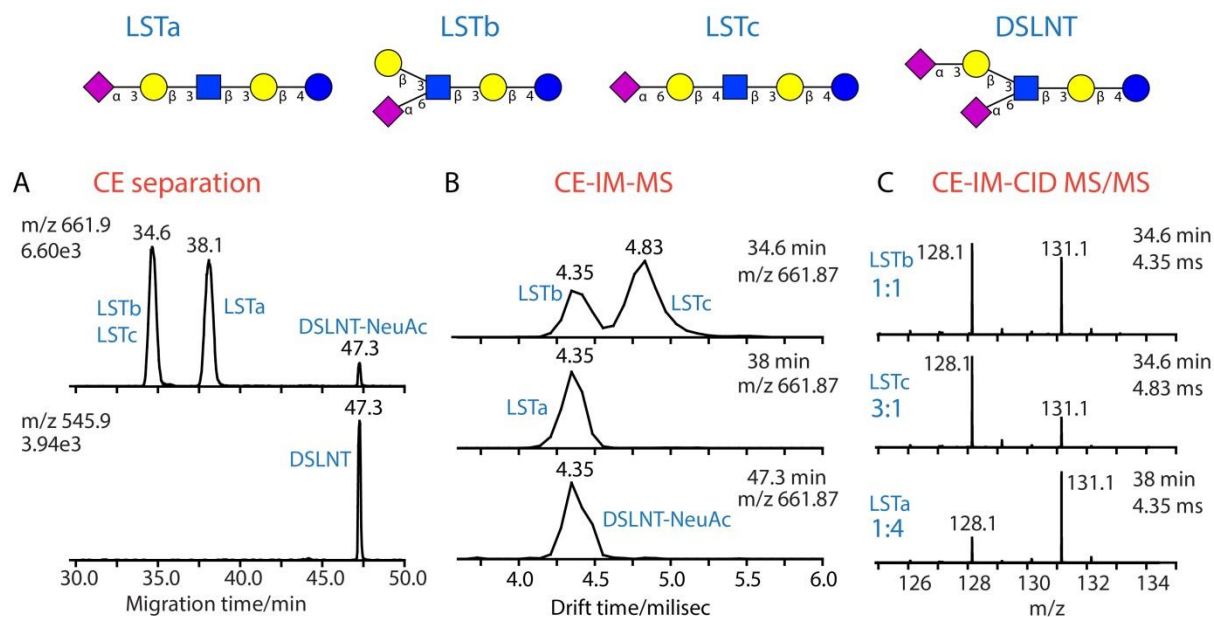 LSTa
LSTb
LSTc
DSLNT
α 3 β 3 β 3 β 4
β 3 α 6 β 3 β 4
α 6 β 4 β 3 β 4
α 3 β 3 α 6 β 3 β 4
A CE separation
m/z 661.9
6.60e3
34.6
38.1
LSTb
LSTc
LSTa
DSLNT-NeuAc
47.3
m/z 545.9
3.94e3
47.3
DSLNT
30.0 35.0 40.0 45.0 50.0
Migration time/min
B CE-IM-MS
34.6 min
m/z 661.87
4.35
4.83
LSTb
LSTc
38 min
m/z 661.87
4.35
LSTa
47.3 min
m/z 661.87
4.35
DSLNT-NeuAc
4.0 4.5 5.0 5.5 6.0
Drift time/milisec
C CE-IM-CID MS/MS
34.6 min
4.35 ms
LSTb
1:1
128.1
131.1
34.6 min
4.83 ms
LSTc
3:1
128.1
131.1
38 min
4.35 ms
LSTa
1:4
128.1
131.1
126 128 130 132 134
m/z